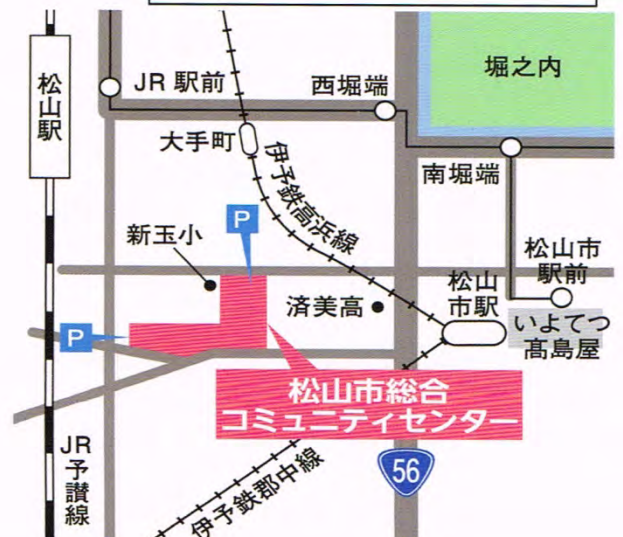 松山駅
JR 駅前
西堀端
堀之内
大手町
南堀端
伊予鉄高浜線
P
新玉小
松山市
駅前
松山
市駅
済美高
いよてつ
髙島屋
P
松山市総合
コミュニティセンター
JR予讃線
56
伊予鉄郡中線